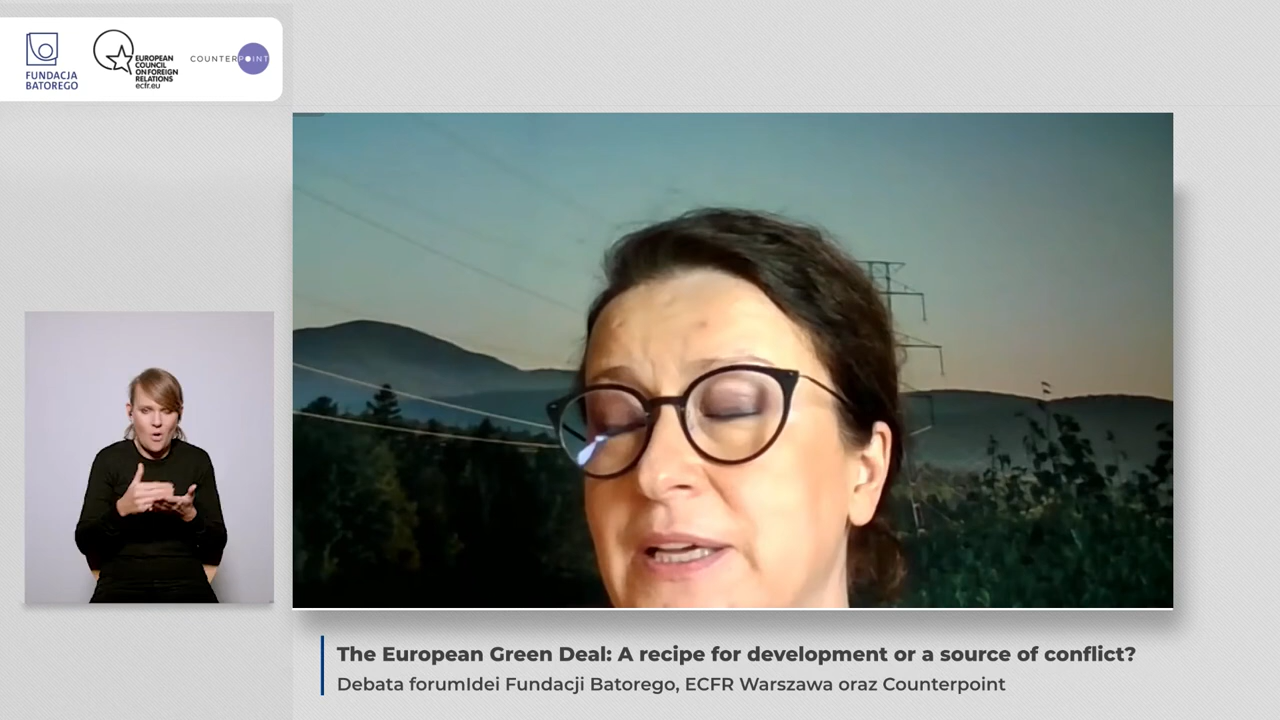 FUNDACJA
BATOREGO
EUROPEAN
COUNCIL
ON FOREIGN
RELATIONS
ecfr.eu
COUNTERPOINT
The European Green Deal: A recipe for development or a source of conflict?
Debata forumIdei Fundacji Batorego, ECFR Warszawa oraz Counterpoint